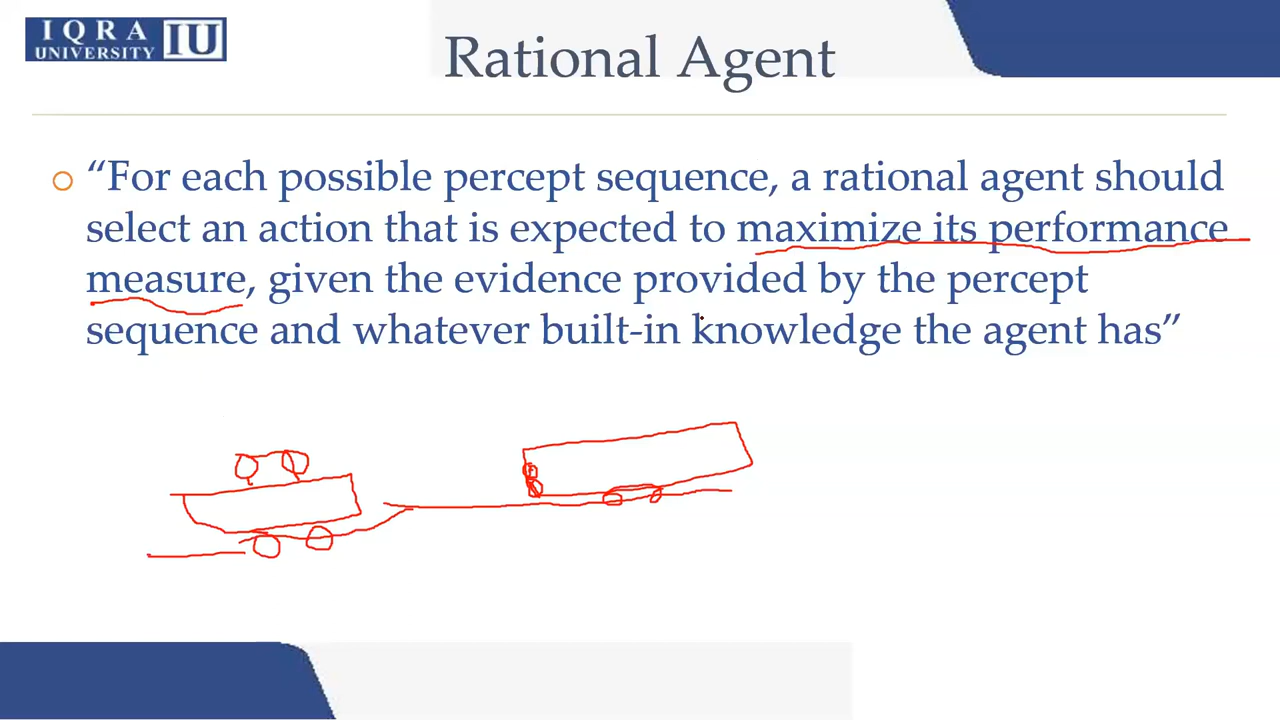 IQRA
UNIVERSITY IU
Rational Agent
“For each possible percept sequence, a rational agent should
select an action that is expected to maximize its performance
measure, given the evidence provided by the percept
sequence and whatever built-in knowledge the agent has”